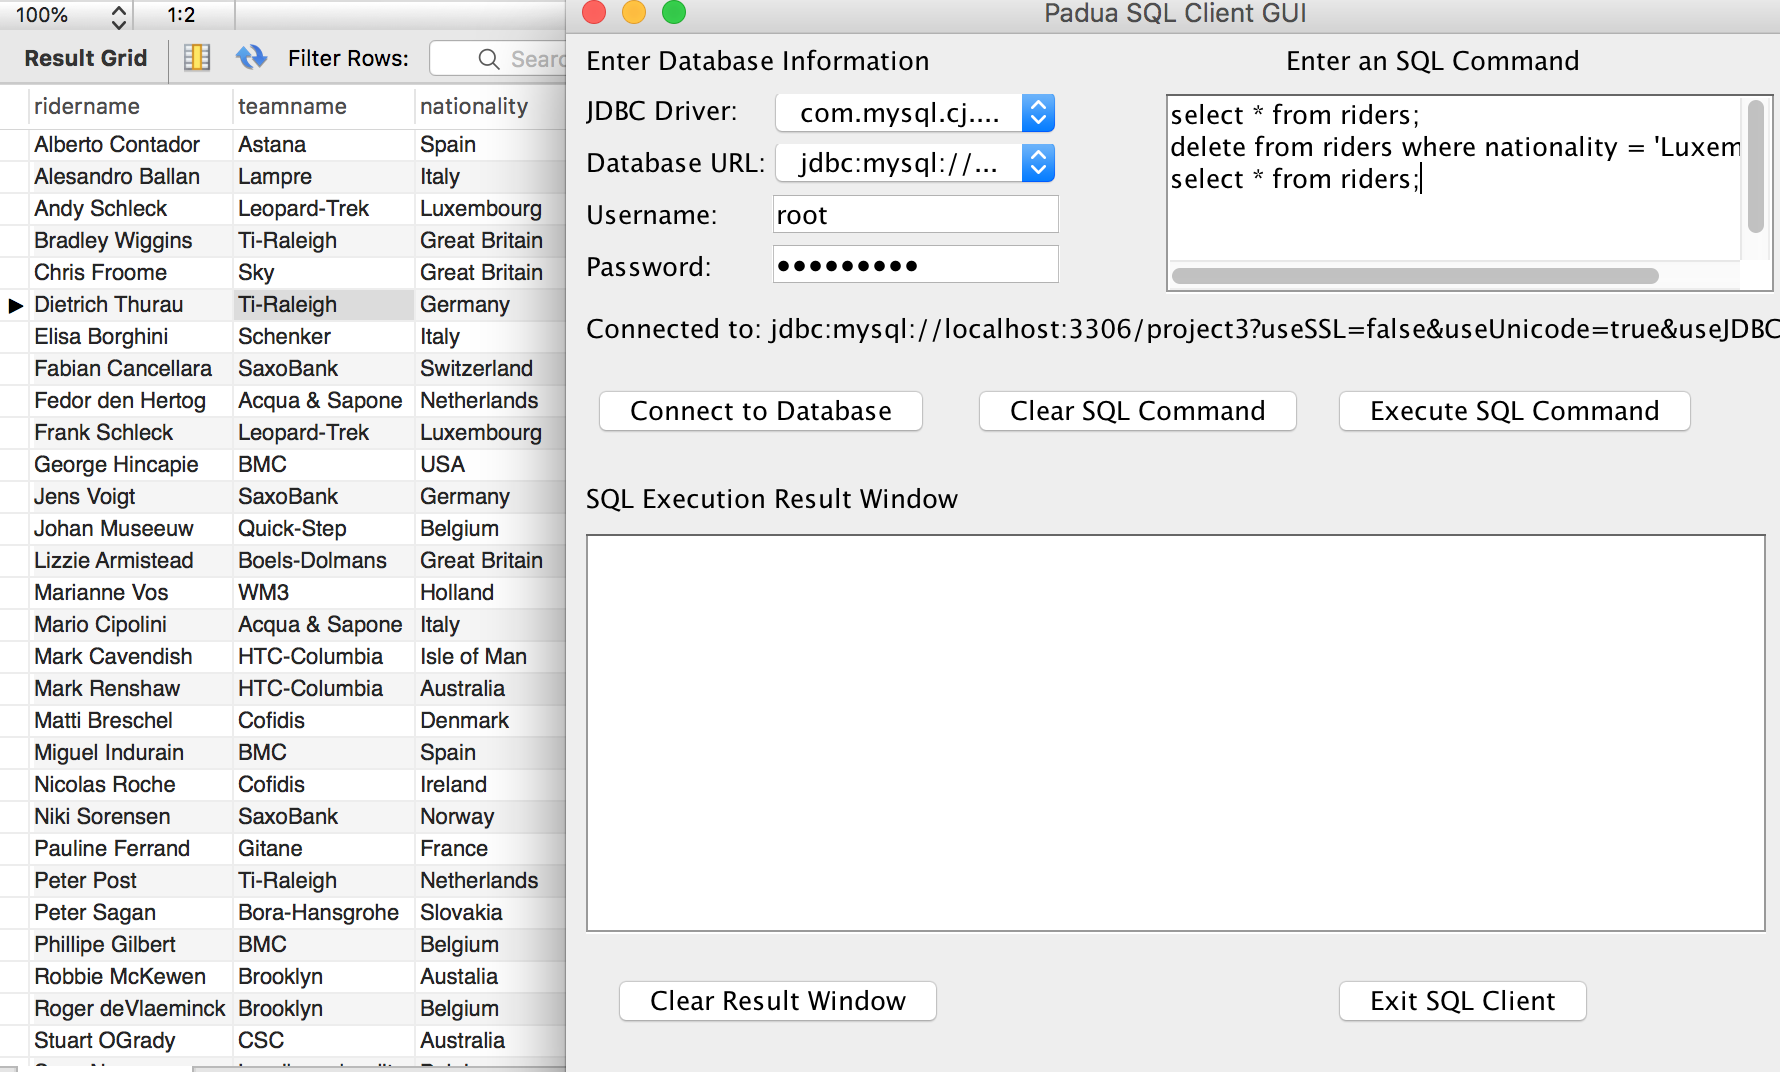 100%
1:2
Result Grid
Filter Rows:
Searc
ridername teamname nationality
Alberto Contador Astana Spain
Alesandro Ballan Lampre Italy
Andy Schleck Leopard-Trek Luxembourg
Bradley Wiggins Ti-Raleigh Great Britain
Chris Froome Sky Great Britain
Dietrich Thurau Ti-Raleigh Germany
Elisa Borghini Schenker Italy
Fabian Cancellara SaxoBank Switzerland
Fedor den Hertog Acqua & Sapone Netherlands
Frank Schleck Leopard-Trek Luxembourg
George Hincapie BMC USA
Jens Voigt SaxoBank Germany
Johan Museeuw Quick-Step Belgium
Lizzie Armistead Boels-Dolmans Great Britain
Marianne Vos WM3 Holland
Mario Cipolini Acqua & Sapone Italy
Mark Cavendish HTC-Columbia Isle of Man
Mark Renshaw HTC-Columbia Australia
Matti Breschel Cofidis Denmark
Miguel Indurain BMC Spain
Nicolas Roche Cofidis Ireland
Niki Sorensen SaxoBank Norway
Pauline Ferrand Gitane France
Peter Post Ti-Raleigh Netherlands
Peter Sagan Bora-Hansgrohe Slovakia
Phillipe Gilbert BMC Belgium
Robbie McKewen Brooklyn Austalia
Roger deVlaeminck Brooklyn Belgium
Stuart OGrady CSC Australia
Padua SQL Client GUI
Enter Database Information
JDBC Driver: com.mysql.cj....
Database URL: jdbc:mysql://...
Username: root
Password: •••••••••
Enter an SQL Command
select * from riders;
delete from riders where nationality = 'Luxem
select * from riders;
Connected to: jdbc:mysql://localhost:3306/project3?useSSL=false&useUnicode=true&useJDBC
Connect to Database
Clear SQL Command
Execute SQL Command
SQL Execution Result Window
Clear Result Window
Exit SQL Client